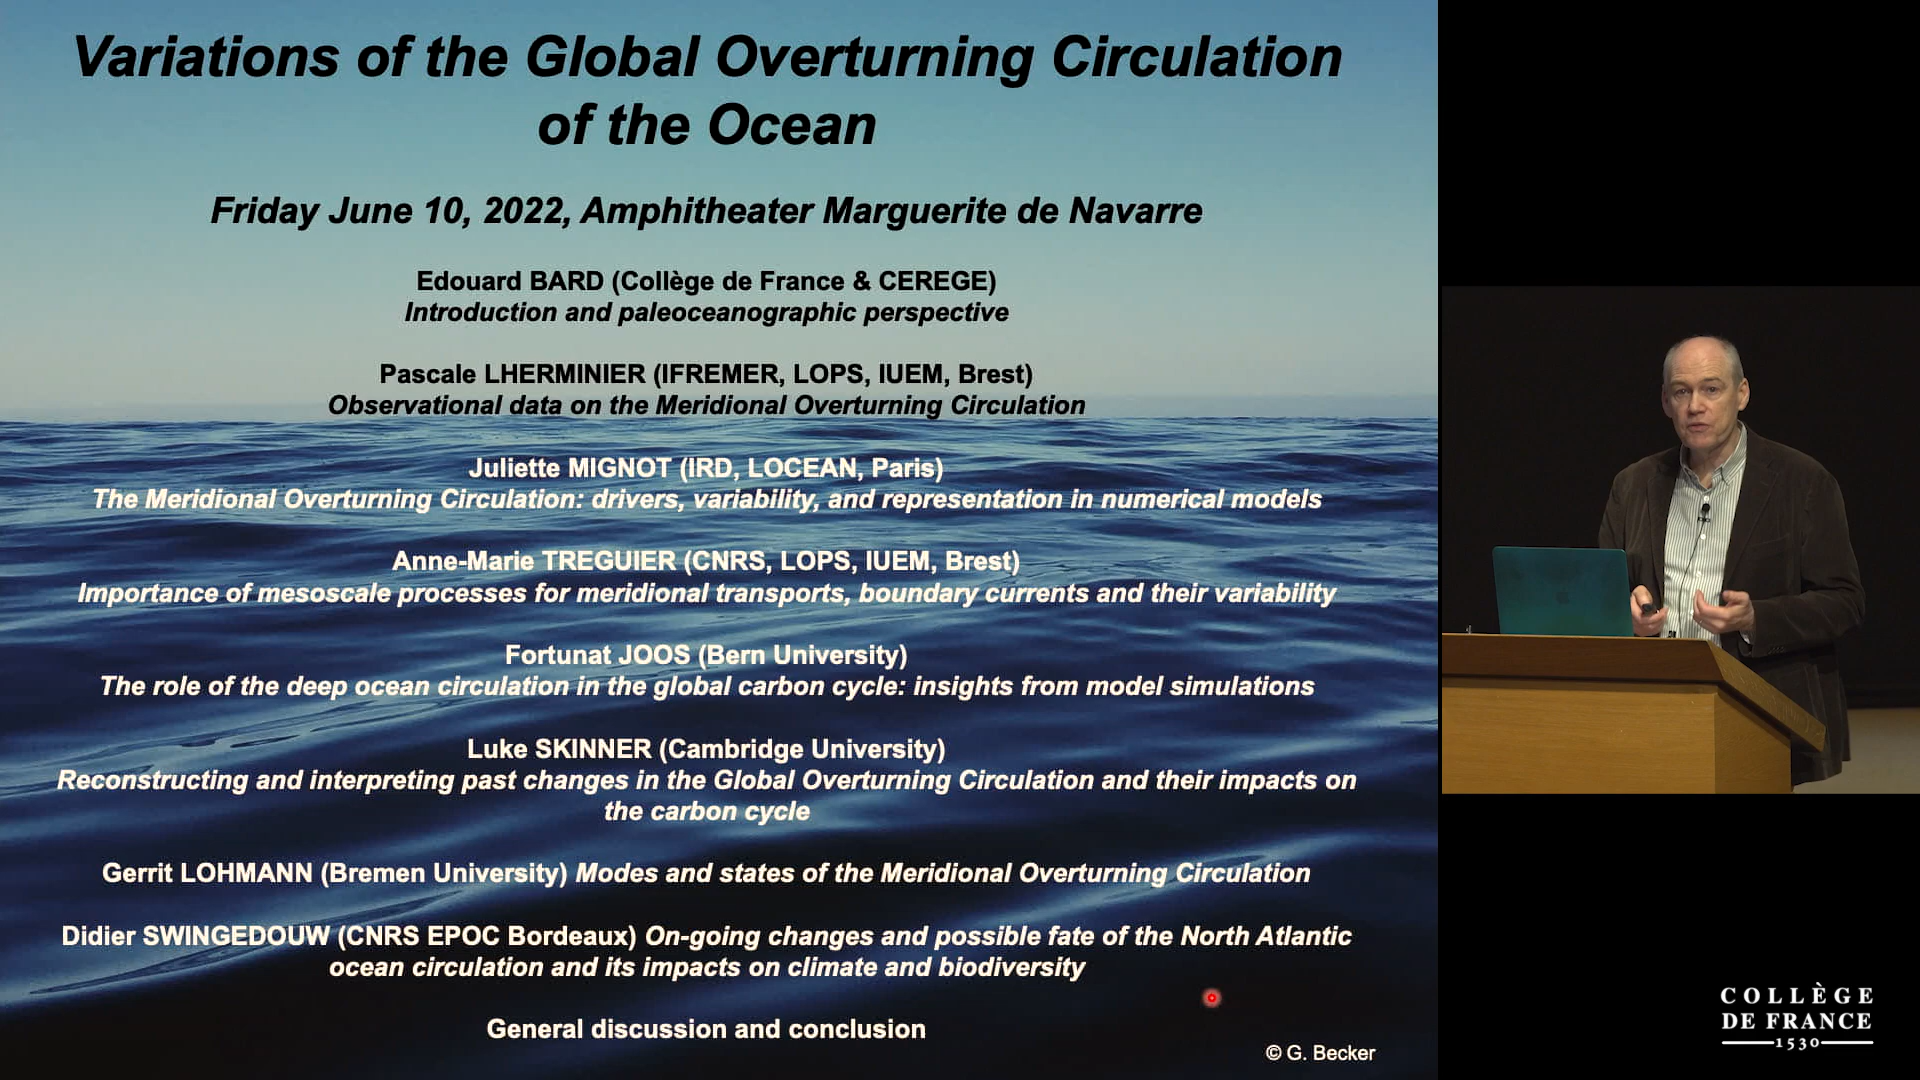 Variations of the Global Overturning Circulation
of the Ocean
Friday June 10, 2022, Amphitheater Marguerite de Navarre
Edouard BARD (Collège de France & CEREGE)
Introduction and paleoceanographic perspective
Pascale LHERMINIER (IFREMER, LOPS, IUEM, Brest)
Observational data on the Meridional Overturning Circulation
Juliette MIGNOT (IRD, LOCEAN, Paris)
The Meridional Overturning Circulation: drivers, variability, and representation in numerical models
Anne-Marie TREGUIER (CNRS, LOPS, IUEM, Brest)
Importance of mesoscale processes for meridional transports, boundary currents and their variability
Fortunat JOOS (Bern University)
The role of the deep ocean circulation in the global carbon cycle: insights from model simulations
Luke SKINNER (Cambridge University)
Reconstructing and interpreting past changes in the Global Overturning Circulation and their impacts on
the carbon cycle
Gerrit LOHMANN (Bremen University) Modes and states of the Meridional Overturning Circulation
Didier SWINGEDOUW (CNRS EPOC Bordeaux) On-going changes and possible fate of the North Atlantic
ocean circulation and its impacts on climate and biodiversity
General discussion and conclusion
© G. Becker
COLLÈGE
DE FRANCE
1530